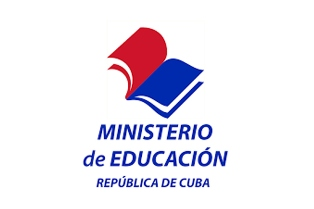 MINISTERIO
de EDUCACIÓN
REPÚBLICA DE CUBA